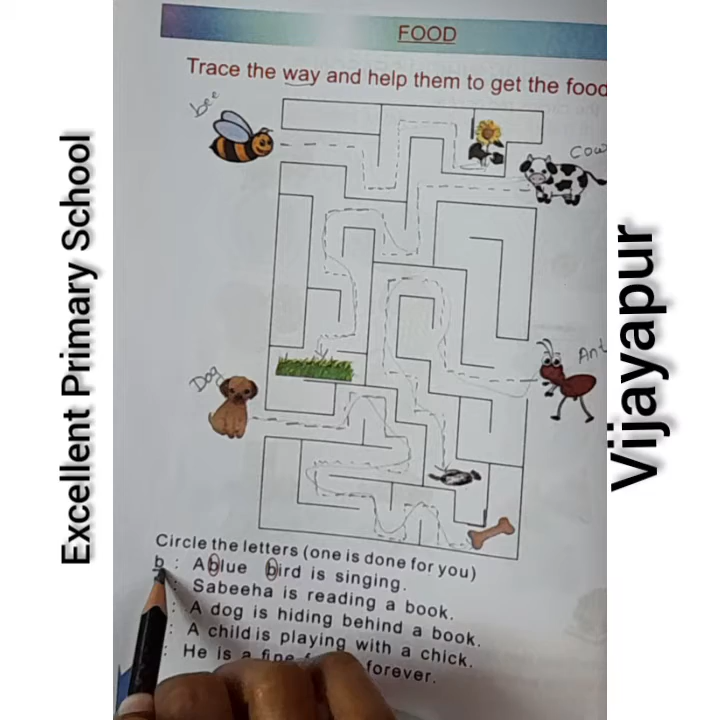 FOOD
Trace the way and help them to get the food
bee
Cow
Ant
Dog
Circle the letters (one is done for you)
b : A blue bird is singing.
: Sabeeha is reading a book.
: A dog is hiding behind a book.
: A child is playing with a chick.
: He is a fine forever.
Excellent Primary School
Vijayapur